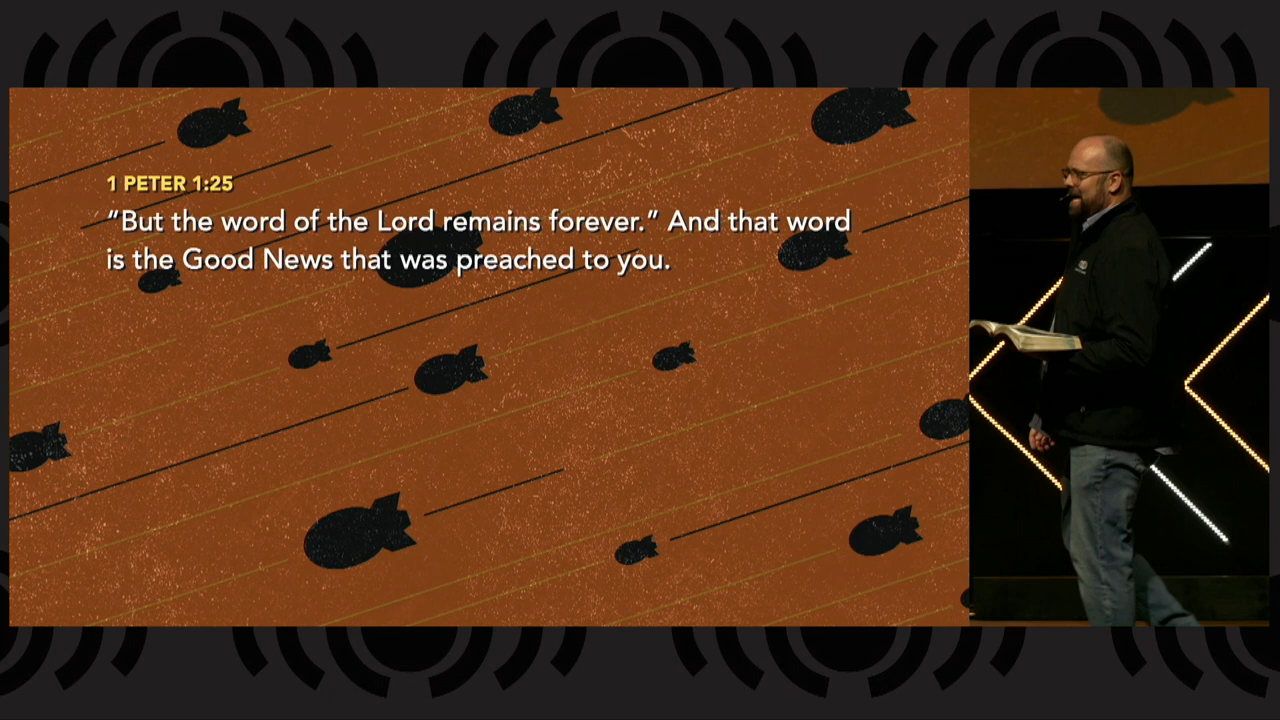 1 PETER 1:25
“But the word of the Lord remains forever.” And that word
is the Good News that was preached to you.